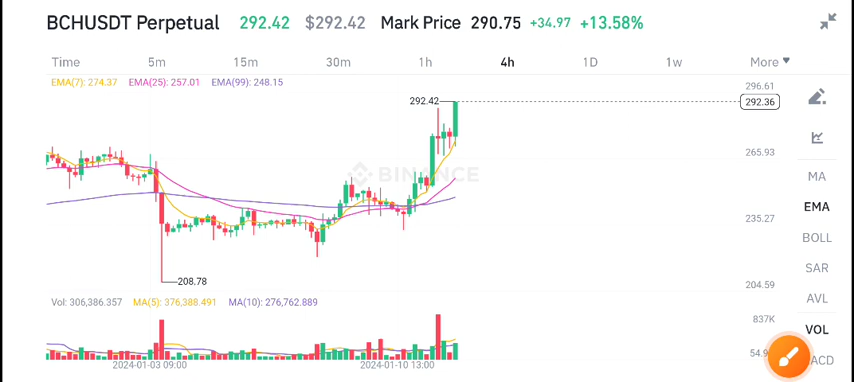 BCHUSDT Perpetual 292.42 $292.42 Mark Price 290.75 +34.97 +13.58%
Time 5m 15m 30m 1h 4h 1D 1w More
EMA(7): 274.37 EMA(25): 257.01 EMA(99): 248.15
296.61
292.42
292.36
265.93
BINANCE
MA
EMA
235.27
BOLL
SAR
208.78
204.59
AVL
Vol: 306,386.357 MA(5): 376,388.491 MA(10): 276,762.889
837K
VOL
54.9
ACD
2024-01-03 09:00 2024-01-10 13:00